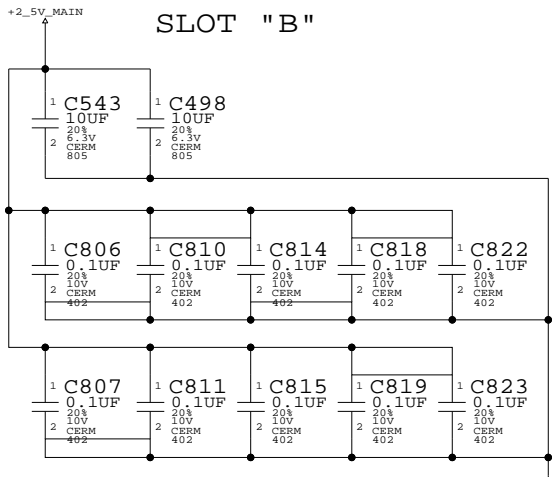 +2_5V_MAIN
SLOT "B"
1 C543
10UF
20%
6.3V
2 CERM
805
1 C498
10UF
20%
6.3V
2 CERM
805
1 C806
0.1UF
20%
10V
2 CERM
402
1 C810
0.1UF
20%
10V
2 CERM
402
1 C814
0.1UF
20%
10V
2 CERM
402
1 C818
0.1UF
20%
10V
2 CERM
402
1 C822
0.1UF
20%
10V
2 CERM
402
1 C807
0.1UF
20%
10V
2 CERM
402
1 C811
0.1UF
20%
10V
2 CERM
402
1 C815
0.1UF
20%
10V
2 CERM
402
1 C819
0.1UF
20%
10V
2 CERM
402
1 C823
0.1UF
20%
10V
2 CERM
402